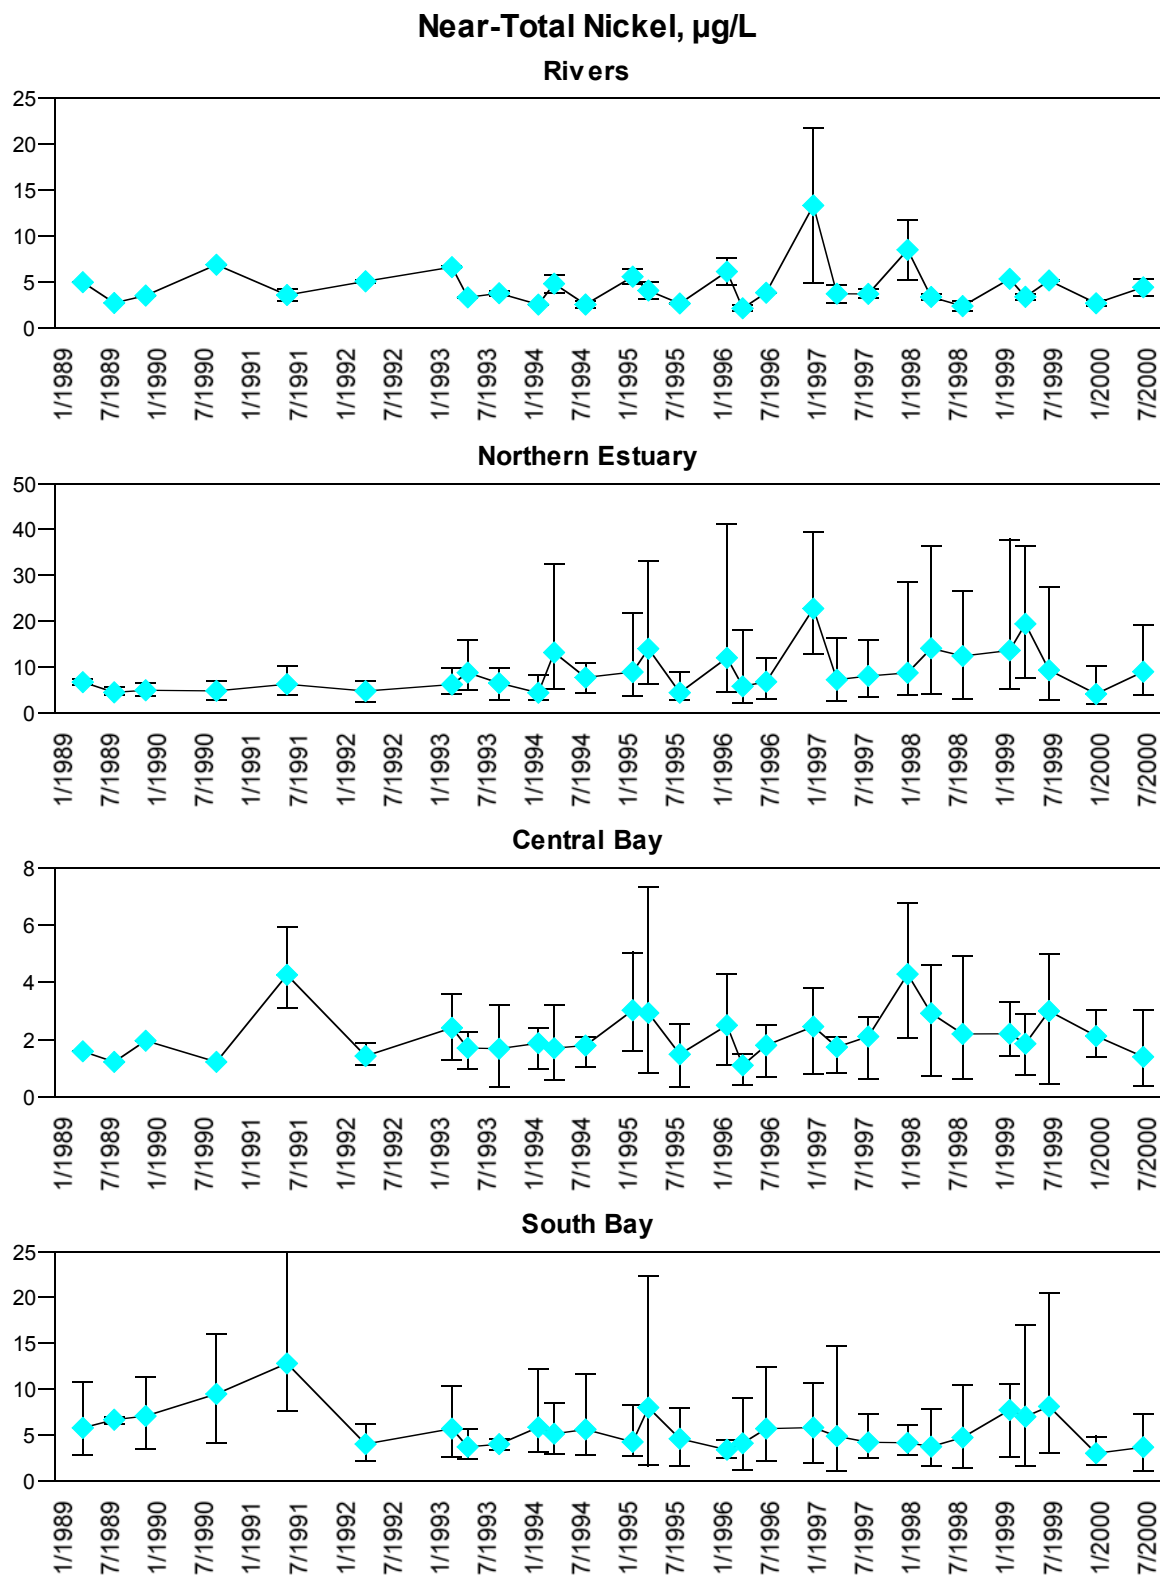 Near-Total Nickel, µg/L
Rivers
25
20
15
10
5
0
1/1989 7/1989 1/1990 7/1990 1/1991 7/1991 1/1992 7/1992 1/1993 7/1993 1/1994 7/1994 1/1995 7/1995 1/1996 7/1996 1/1997 7/1997 1/1998 7/1998 1/1999 7/1999 1/2000 7/2000
Northern Estuary
50
40
30
20
10
0
1/1989 7/1989 1/1990 7/1990 1/1991 7/1991 1/1992 7/1992 1/1993 7/1993 1/1994 7/1994 1/1995 7/1995 1/1996 7/1996 1/1997 7/1997 1/1998 7/1998 1/1999 7/1999 1/2000 7/2000
Central Bay
8
6
4
2
0
1/1989 7/1989 1/1990 7/1990 1/1991 7/1991 1/1992 7/1992 1/1993 7/1993 1/1994 7/1994 1/1995 7/1995 1/1996 7/1996 1/1997 7/1997 1/1998 7/1998 1/1999 7/1999 1/2000 7/2000
South Bay
25
20
15
10
5
0
1/1989 7/1989 1/1990 7/1990 1/1991 7/1991 1/1992 7/1992 1/1993 7/1993 1/1994 7/1994 1/1995 7/1995 1/1996 7/1996 1/1997 7/1997 1/1998 7/1998 1/1999 7/1999 1/2000 7/2000